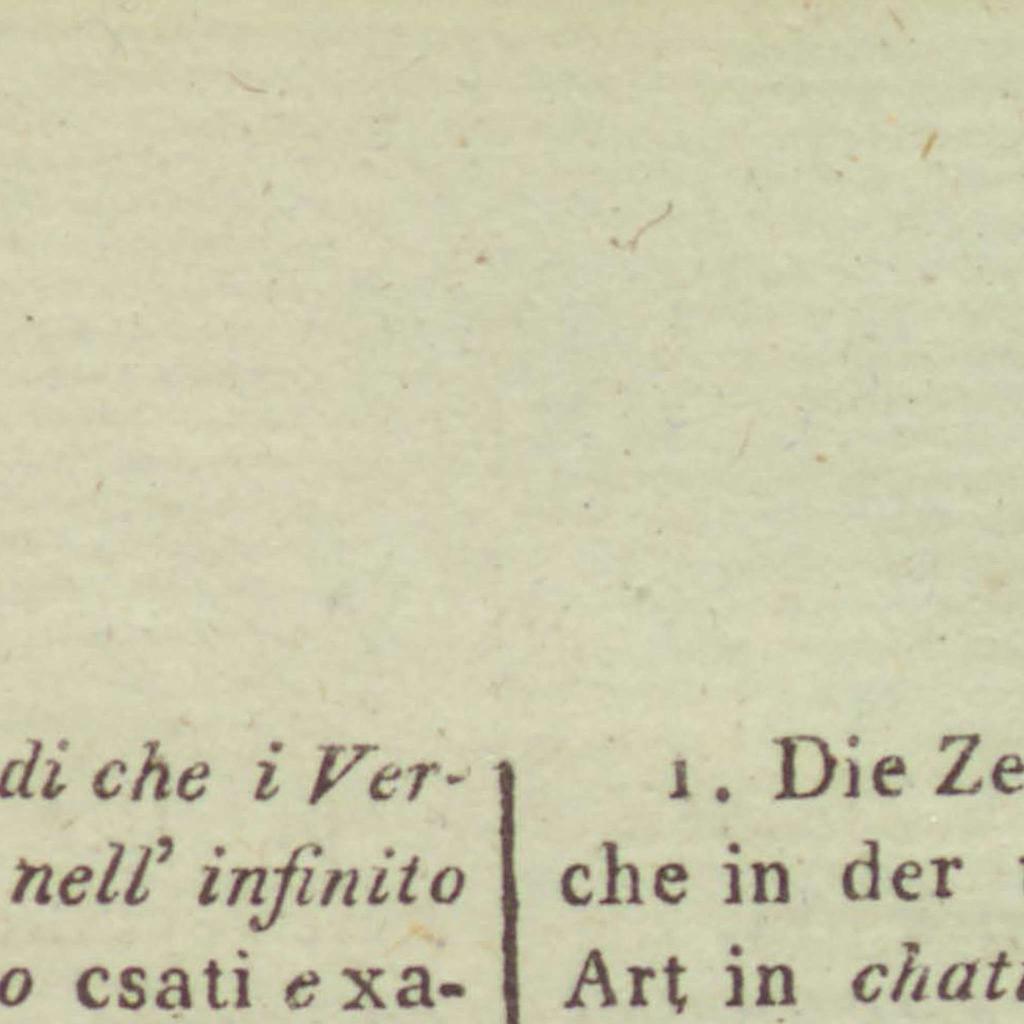 di che i Ver-
nell' infinito
o csati e xa-
1. Die Ze
che in der
Art in chati